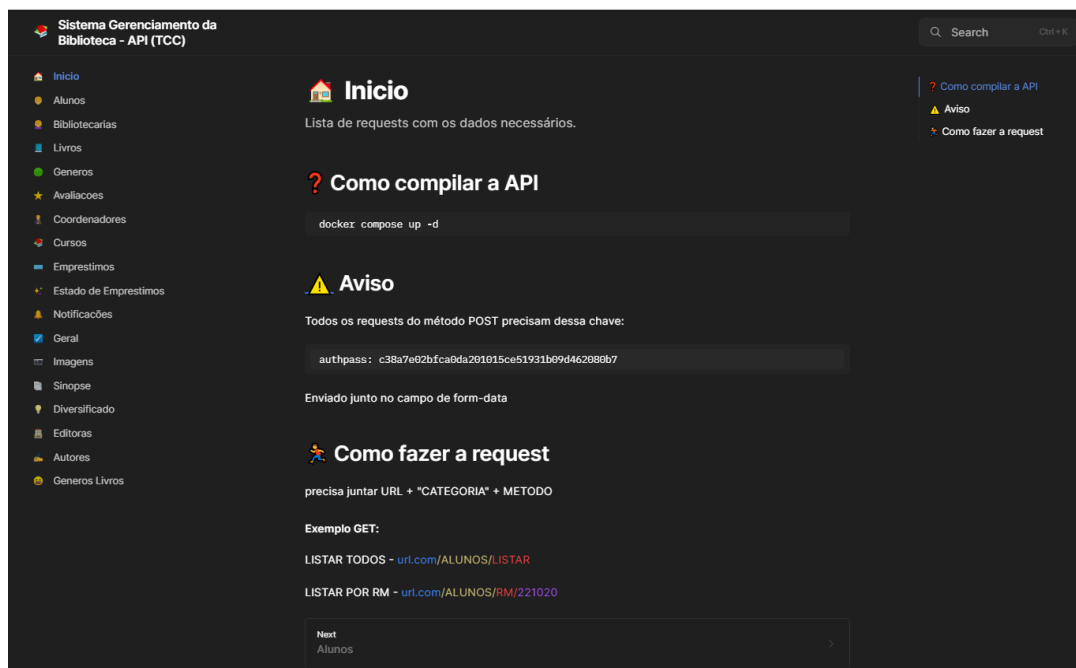 Sistema Gerenciamento da
Biblioteca - API (TCC)
Search
Ctrl + K
Inicio
Alunos
Bibliotecarias
Livros
Generos
Avaliacoes
Coordenadores
Cursos
Emprestimos
Estado de Emprestimos
Notificacões
Geral
Imagens
Sinopse
Diversificado
Editoras
Autores
Generos Livros
Inicio
Lista de requests com os dados necessários.
Como compilar a API
docker compose up -d
Aviso
Todos os requests do método POST precisam dessa chave:
authpass: c38a7e02bfca0da201015ce51931b09d462080b7
Enviado junto no campo de form-data
Como fazer a request
precisa juntar URL + "CATEGORIA" + METODO
Exemplo GET:
LISTAR TODOS - url.com/ALUNOS/LISTAR
LISTAR POR RM - url.com/ALUNOS/RM/221020
Next
Alunos
Como compilar a API
Aviso
Como fazer a request